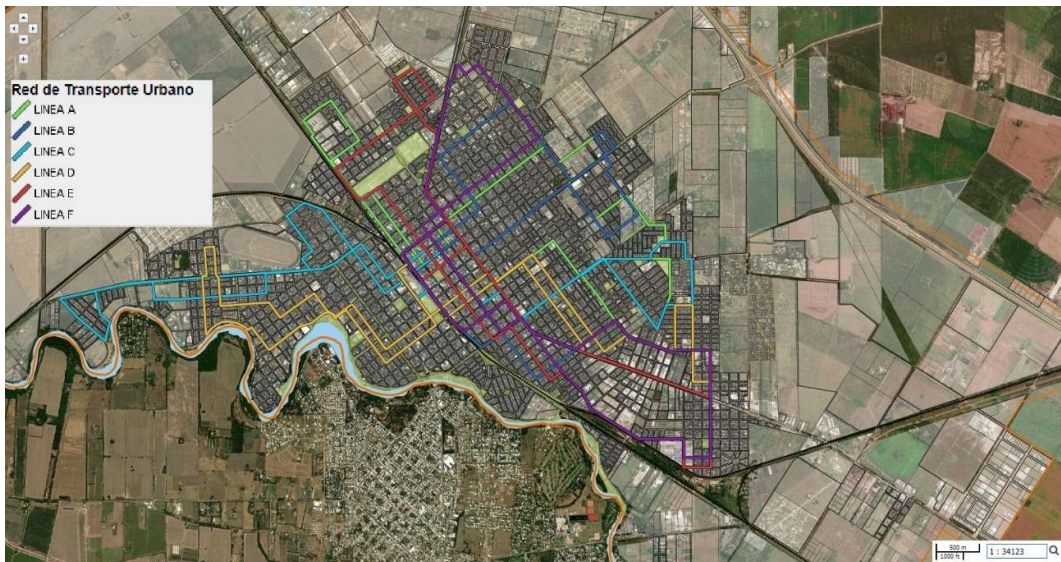 Red de Transporte Urbano
LINEA A
LINEA B
LINEA C
LINEA D
LINEA E
LINEA F
500 m
1000 ft
1 : 34123